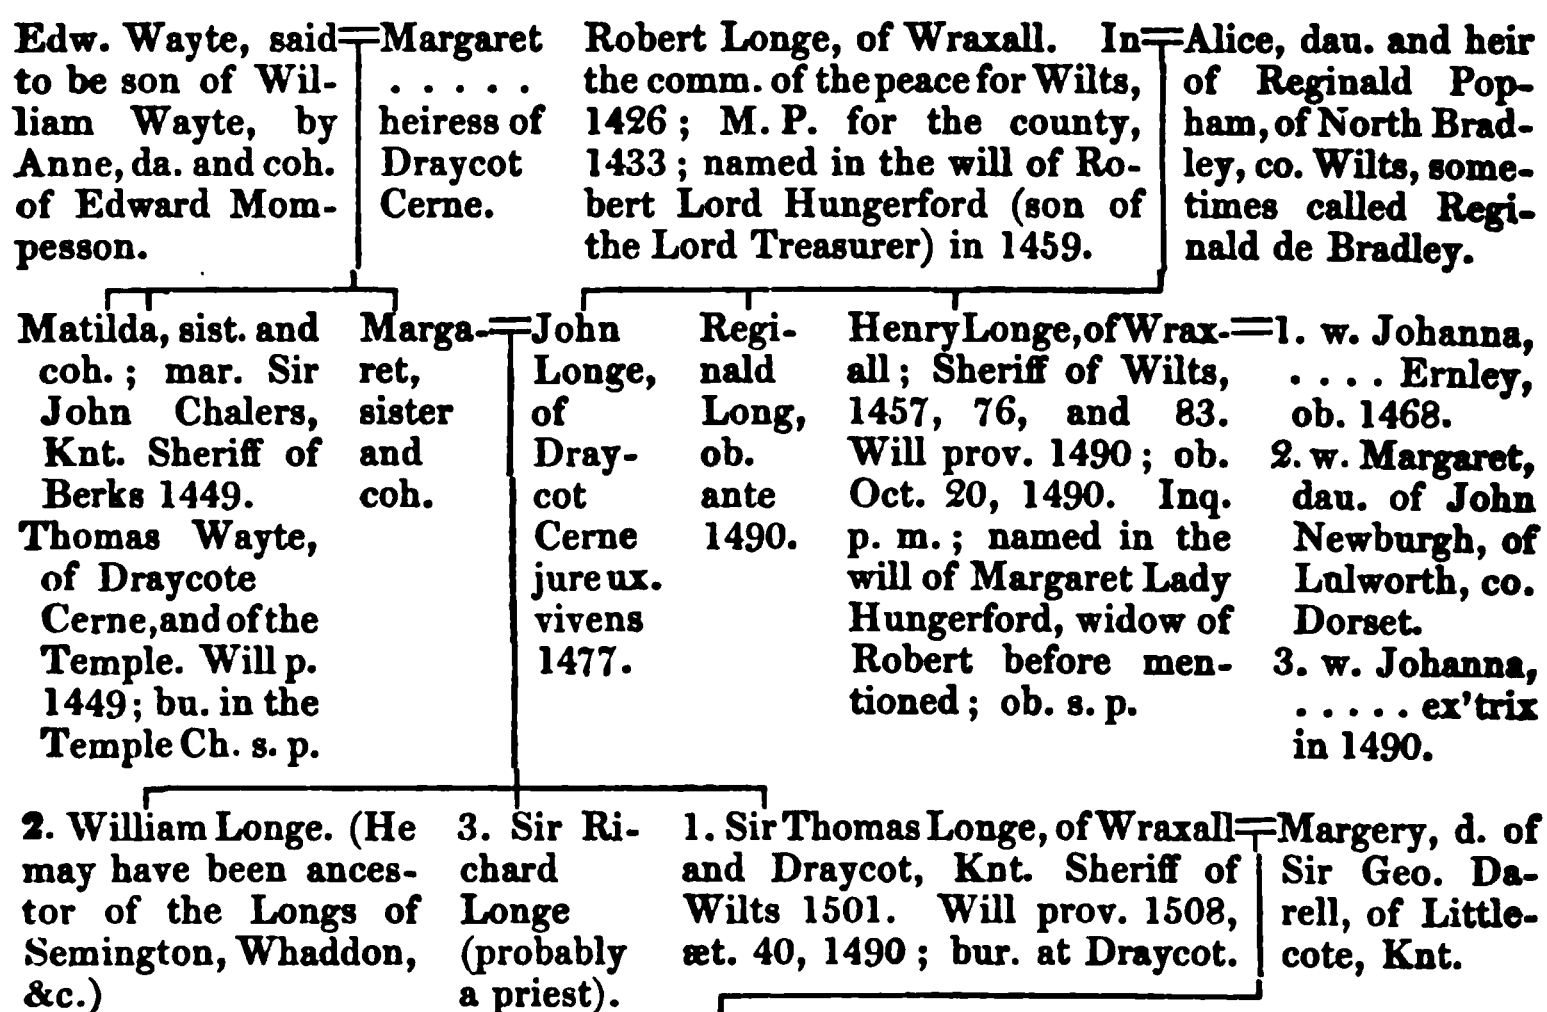 Edw. Wayte, said
to be son of Wil-
liam Wayte, by
Anne, da. and coh.
of Edward Mom-
pesson.
Margaret
. . . . .
heiress of
Draycot
Cerne.
Robert Longe, of Wraxall. In
the comm. of the peace for Wilts,
1426 ; M. P. for the county,
1433 ; named in the will of Ro-
bert Lord Hungerford (son of
the Lord Treasurer) in 1459.
Alice, dau. and heir
of Reginald Pop-
ham, of North Brad-
ley, co. Wilts, some-
times called Regi-
nald de Bradley.
Matilda, sist. and
coh. ; mar. Sir
John Chalers,
Knt. Sheriff of
Berks 1449.
Thomas Wayte,
of Draycote
Cerne, and of the
Temple. Will p.
1449 ; bu. in the
Temple Ch. s. p.
Marga-
ret,
sister
and
coh.
John
Longe,
of
Dray-
cot
Cerne
jure ux.
vivens
1477.
Regi-
nald
Long,
ob.
ante
1490.
Henry Longe, of Wrax-
all ; Sheriff of Wilts,
1457, 76, and 83.
Will prov. 1490 ; ob.
Oct. 20, 1490. Inq.
p. m. ; named in the
will of Margaret Lady
Hungerford, widow of
Robert before men-
tioned ; ob. s. p.
1. w. Johanna,
. . . . Ernley,
ob. 1468.
2. w. Margaret,
dau. of John
Newburgh, of
Lulworth, co.
Dorset.
3. w. Johanna,
. . . . . ex'trix
in 1490.
2. William Longe. (He
may have been ances-
tor of the Longs of
Semington, Whaddon,
&c.)
3. Sir Ri-
chard
Longe
(probably
a priest).
1. Sir Thomas Longe, of Wraxall
and Draycot, Knt. Sheriff of
Wilts 1501. Will prov. 1508,
æt. 40, 1490 ; bur. at Draycot.
Margery, d. of
Sir Geo. Da-
rell, of Little-
cote, Knt.